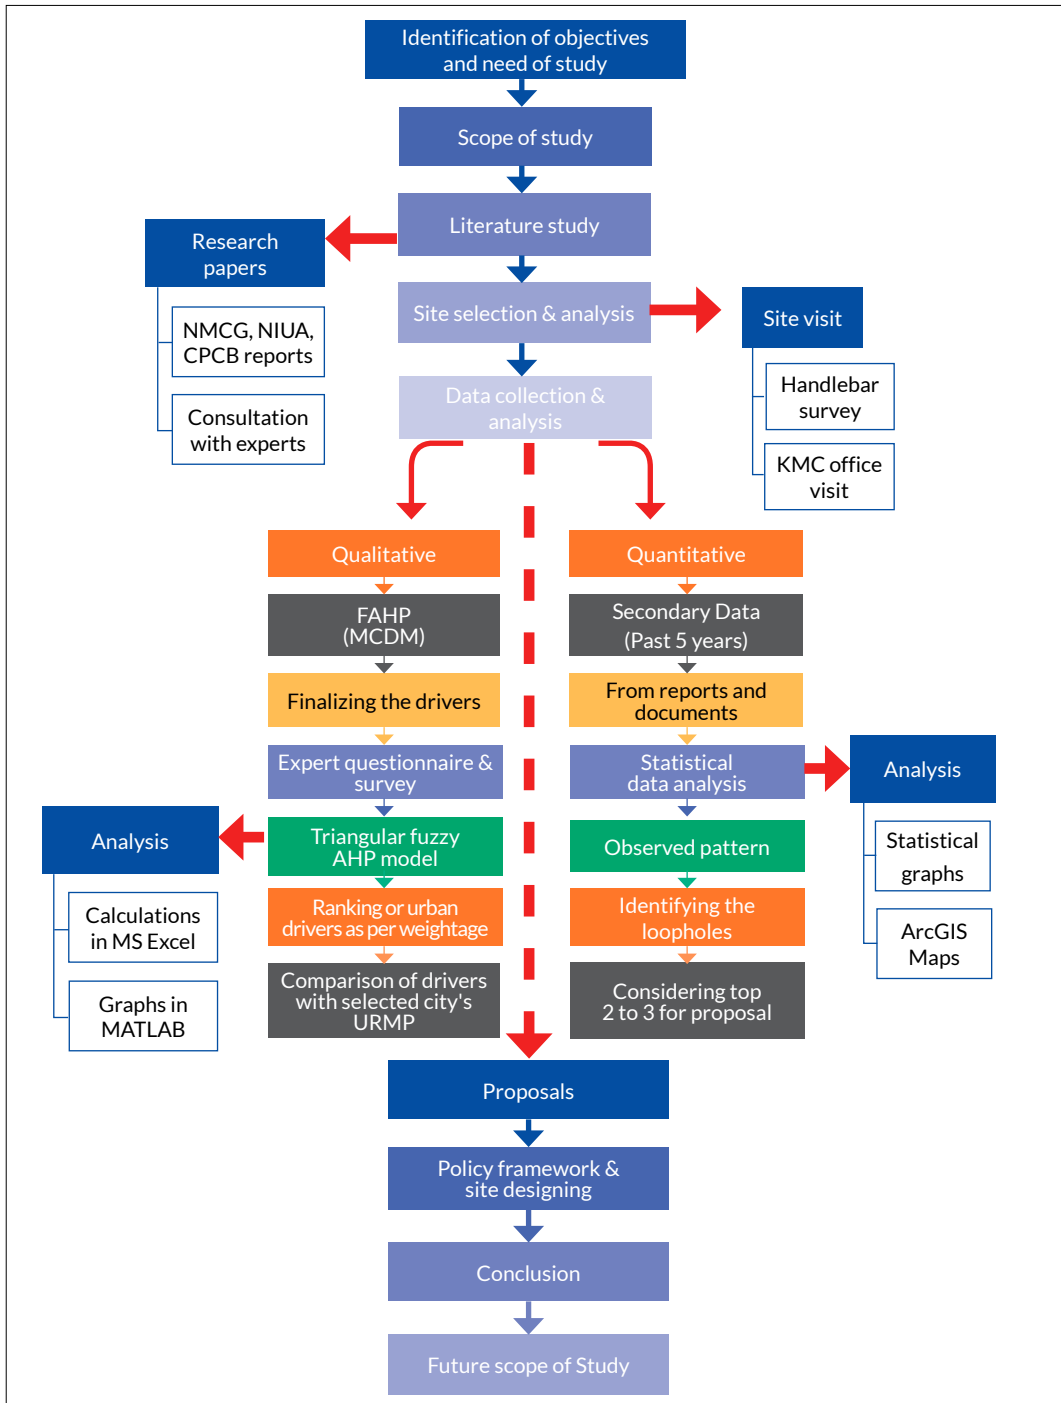 Identification of objectives
and need of study
Scope of study
Literature study
Research
papers
NMCG, NIUA,
CPCB reports
Consultation
with experts
Site selection & analysis
Site visit
Handlebar
survey
KMC office
visit
Data collection &
analysis
Qualitative
FAHP
(MCDM)
Finalizing the drivers
Expert questionnaire &
survey
Triangular fuzzy
AHP model
Analysis
Calculations
in MS Excel
Graphs in
MATLAB
Ranking or urban
drivers as per weightage
Comparison of drivers
with selected city's
URMP
Quantitative
Secondary Data
(Past 5 years)
From reports and
documents
Statistical
data analysis
Analysis
Statistical
graphs
ArcGIS
Maps
Observed pattern
Identifying the
loopholes
Considering top
2 to 3 for proposal
Proposals
Policy framework &
site designing
Conclusion
Future scope of Study